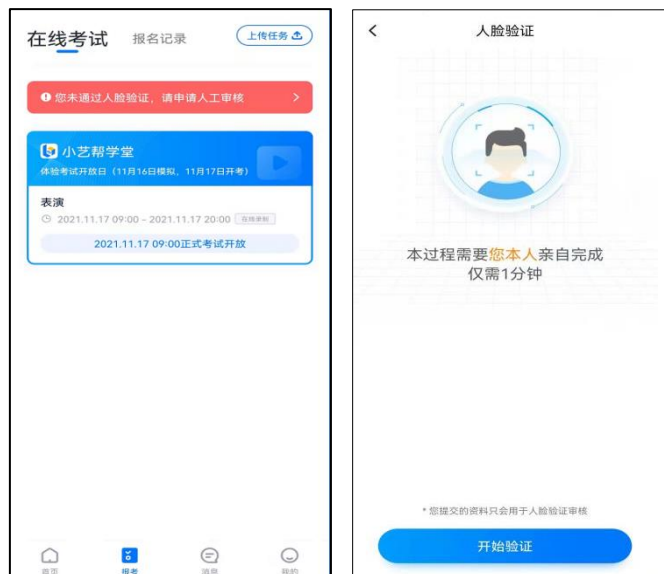 在线考试 报名记录 上传任务
您未通过人脸验证，请申请人工审核
小艺帮学堂
体验考试开放日（11月16日模拟，11月17日开考）
表演
2021.11.17 09:00 - 2021.11.17 20:00 在线录制
2021.11.17 09:00正式考试开放
首页 报考 消息 我的
人脸验证
本过程需要您本人亲自完成
仅需1分钟
*您提交的资料只会用于人脸验证审核
开始验证